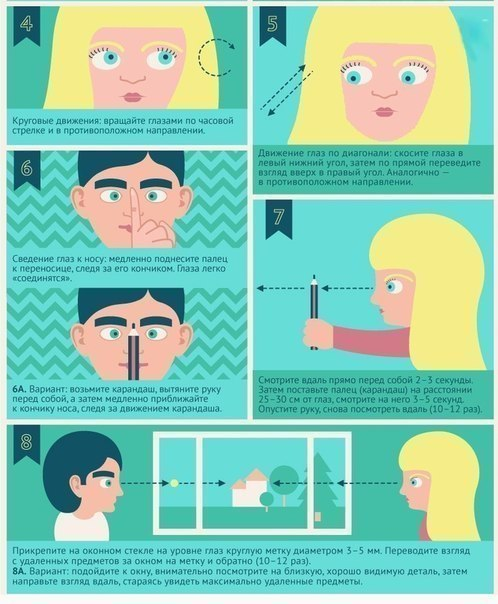 4
Круговые движения: вращайте глазами по часовой
стрелке и в противоположном направлении.
5
Движение глаз по диагонали: скосите глаза в
левый нижний угол, затем по прямой переведите
взгляд вверх в правый угол. Аналогично —
в противоположном направлении.
6
Сведение глаз к носу: медленно поднесите палец
к переносице, следя за его кончиком. Глаза легко
«соединятся».
6А. Вариант: возьмите карандаш, вытяните руку
перед собой, а затем медленно приближайте
к кончику носа, следя за движением карандаша.
7
Смотрите вдаль прямо перед собой 2–3 секунды.
Затем поставьте палец (карандаш) на расстоянии
25–30 см от глаз, смотрите на него 3–5 секунд.
Опустите руку, снова посмотреть вдаль (10–12 раз).
8
Прикрепите на оконном стекле на уровне глаз круглую метку диаметром 3–5 мм. Переводите взгляд
с удаленных предметов за окном на метку и обратно (10–12 раз).
8А. Вариант: подойдите к окну, внимательно посмотрите на близкую, хорошо видимую деталь, затем
направьте взгляд вдаль, стараясь увидеть максимально удаленные предметы.